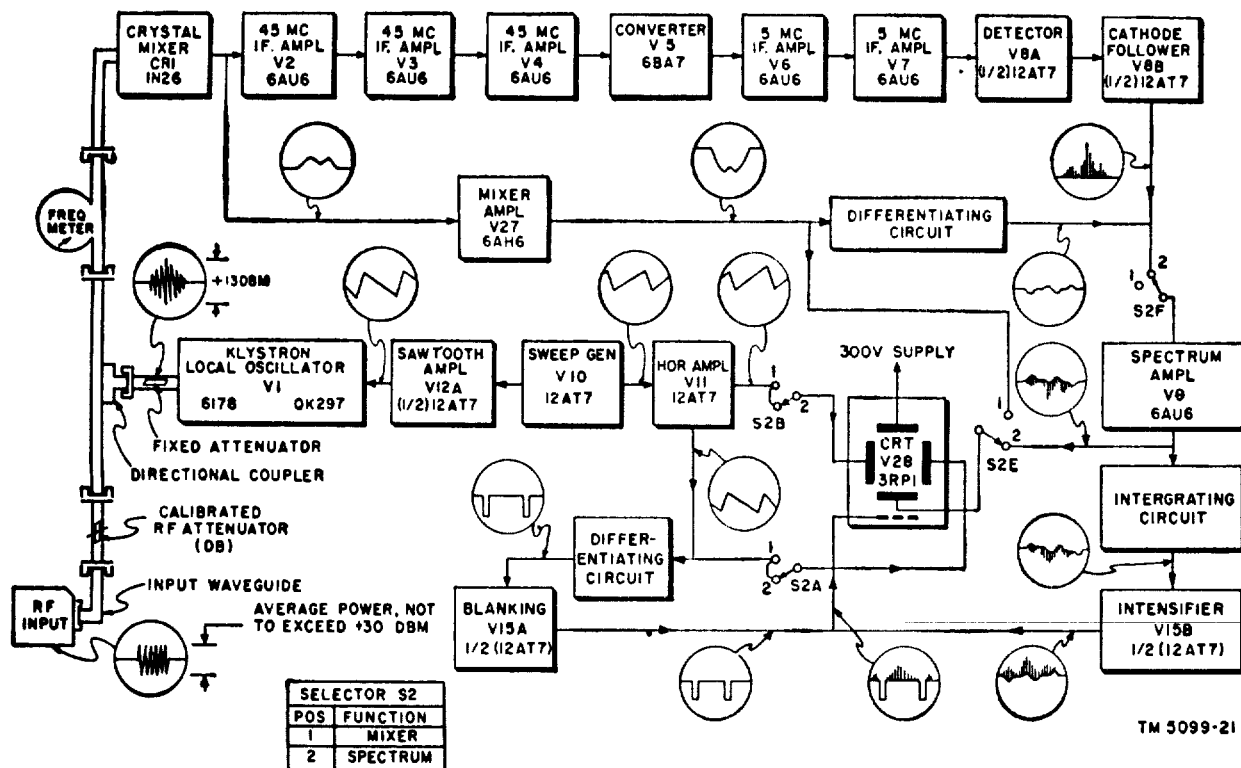 CRYSTAL
MIXER
CR1
1N26
45 MC
I F. AMPL
V2
6AU6
45 MC
IF. AMPL
V3
6AU6
45 MC
IF. AMPL
V4
6AU6
CONVERTER
V 5
6BA7
5 MC
IF AMPL
V6
6AU6
5 MC
IF AMPL
V7
6AU6
DETECTOR
V8A
(1/2) 12AT7
CATHODE
FOLLOWER
V8B
(1/2) 12AT7
FREQ
METER
MIXER
AMPL
V27
6AH6
DIFFERENTIATING
CIRCUIT
+13DBM
2
1
S2F
KLYSTRON
LOCAL OSCILLATOR
V1
6178 QK297
SAWTOOTH
AMPL
V12A
(1/2) 12AT7
SWEEP GEN
V10
12AT7
HOR AMPL
V11
12AT7
1
2
S2B
300V SUPPLY
CRT
V28
3RP1
1
2
S2E
SPECTRUM
AMPL
V9
6AU6
FIXED ATTENUATOR
DIRECTIONAL COUPLER
CALIBRATED
RF ATTENUATOR
(DB)
INPUT WAVEGUIDE
RF
INPUT
AVERAGE POWER, NOT
TO EXCEED +30 DBM
DIFFER-
ENTIATING
CIRCUIT
1
2
S2A
INTERGRATING
CIRCUIT
BLANKING
V15A
1/2 (12AT7)
INTENSIFIER
V15B
1/2 (12AT7)
SELECTOR S2
POS FUNCTION
1 MIXER
2 SPECTRUM
TM 5099-21